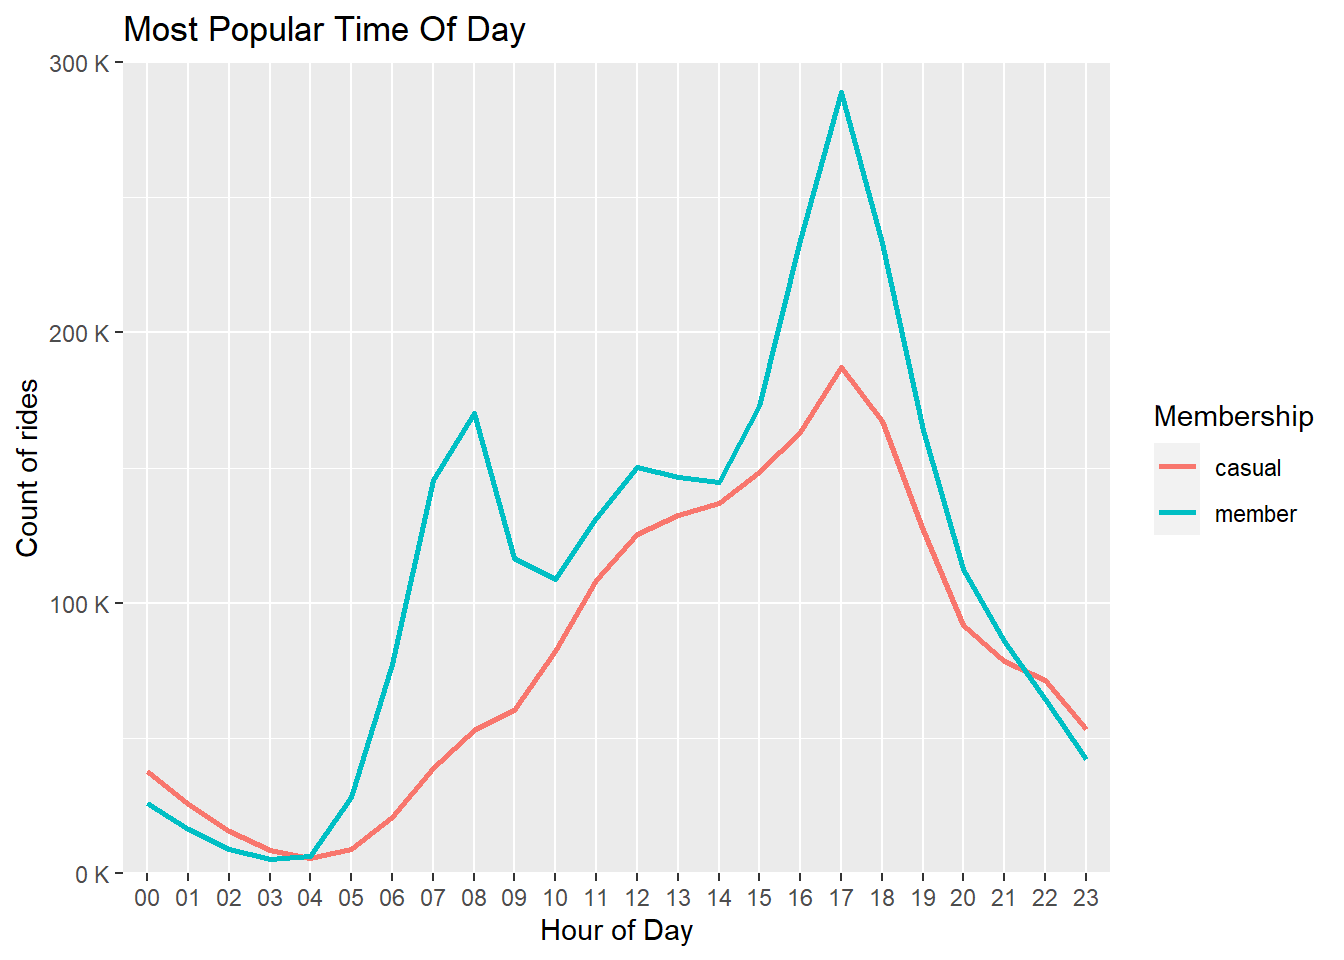 Most Popular Time Of Day
300 K
200 K
100 K
0 K
Count of rides
00 01 02 03 04 05 06 07 08 09 10 11 12 13 14 15 16 17 18 19 20 21 22 23
Hour of Day
Membership
casual
member